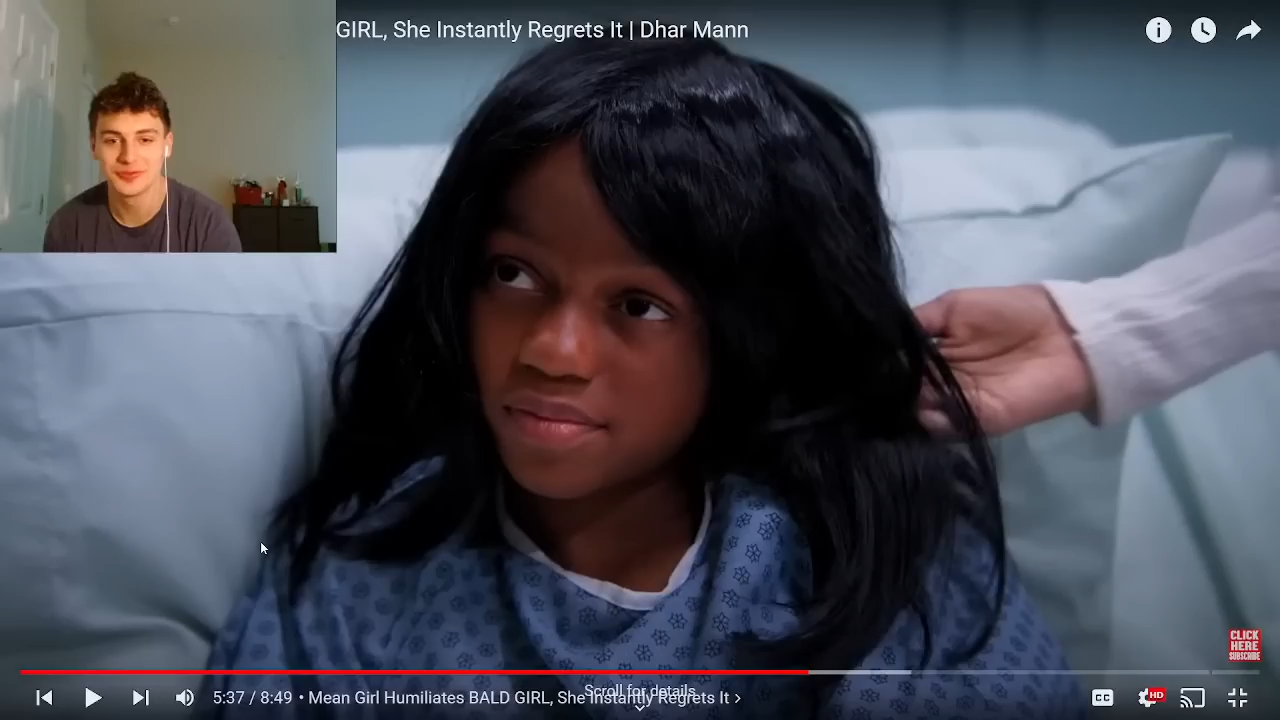 GIRL, She Instantly Regrets It | Dhar Mann
CLICK
HERE
SUBSCRIBE
Scroll for details
5:37 / 8:49 • Mean Girl Humiliates BALD GIRL, She Instantly Regrets It ›
CC
HD